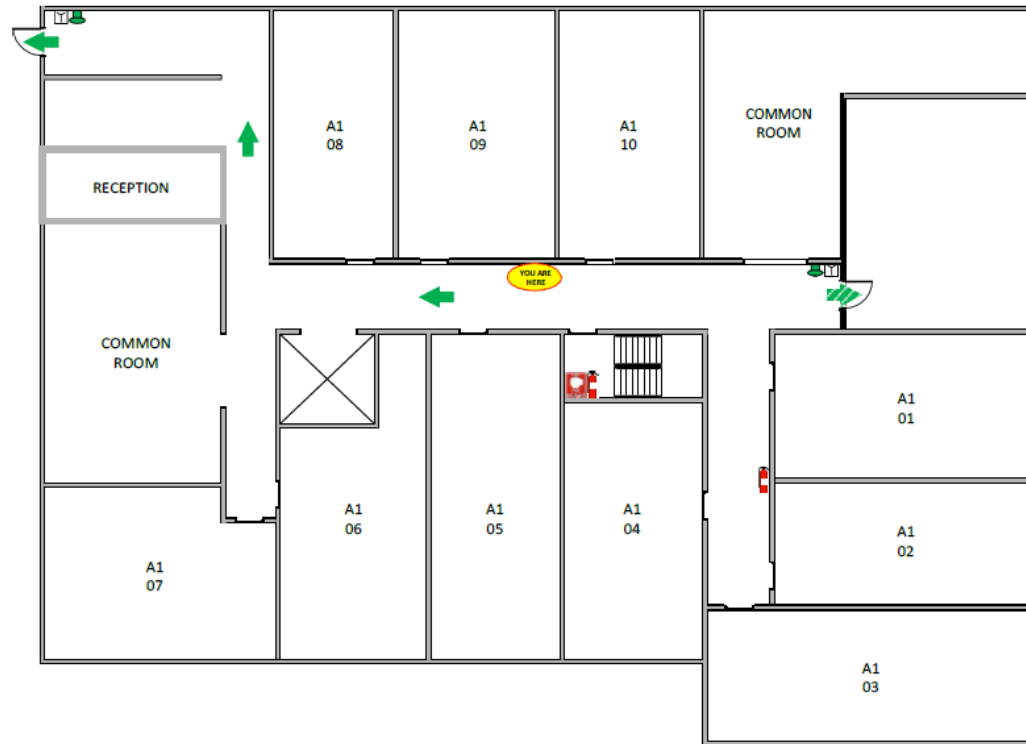 A1
08
A1
09
A1
10
COMMON
ROOM
RECEPTION
YOU ARE
HERE
COMMON
ROOM
A1
01
A1
02
A1
03
A1
04
A1
05
A1
06
A1
07